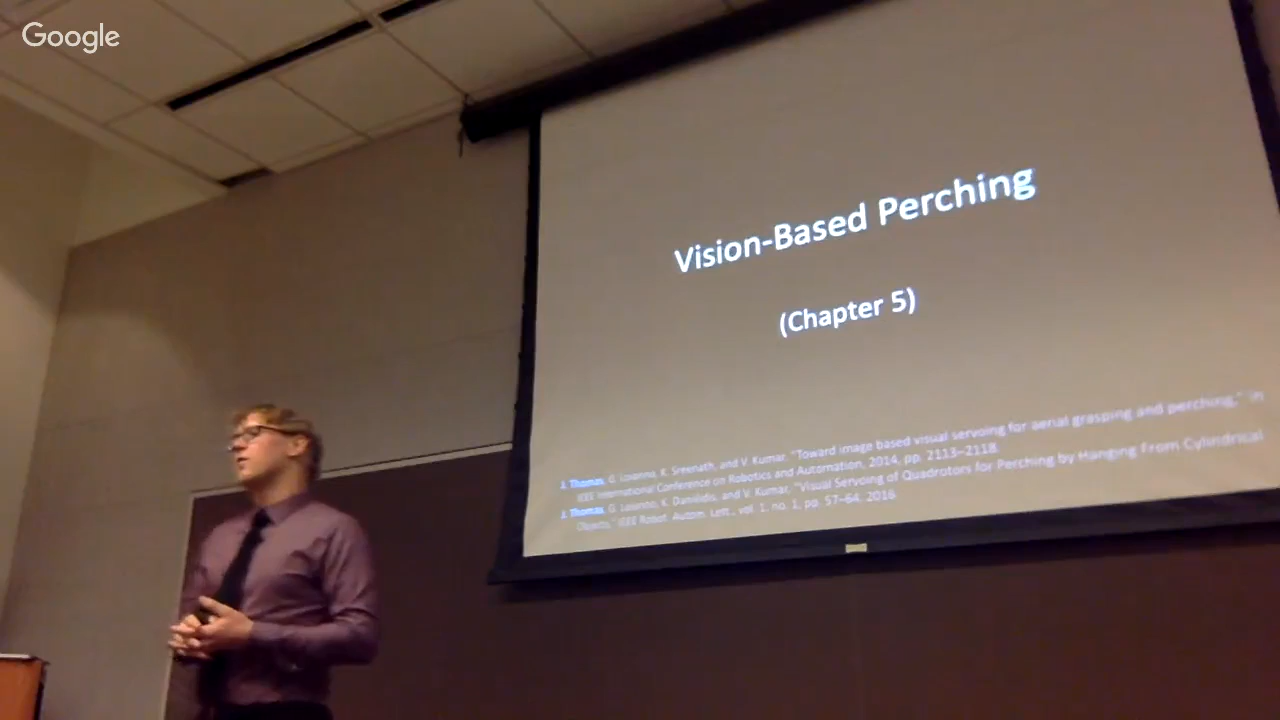 Google
Vision-Based Perching
(Chapter 5)
J. Thomas, G. Loianno, K. Sreenath, and V. Kumar, "Toward image based visual servoing for aerial grasping and perching," in
IEEE International Conference on Robotics and Automation, 2014, pp. 2113–2118.
J. Thomas, G. Loianno, K. Daniilidis, and V. Kumar, "Visual Servoing of Quadrotors for Perching by Hanging From Cylindrical
Objects," IEEE Robot. Autom. Lett., vol. 1, no. 1, pp. 57–64, 2016.